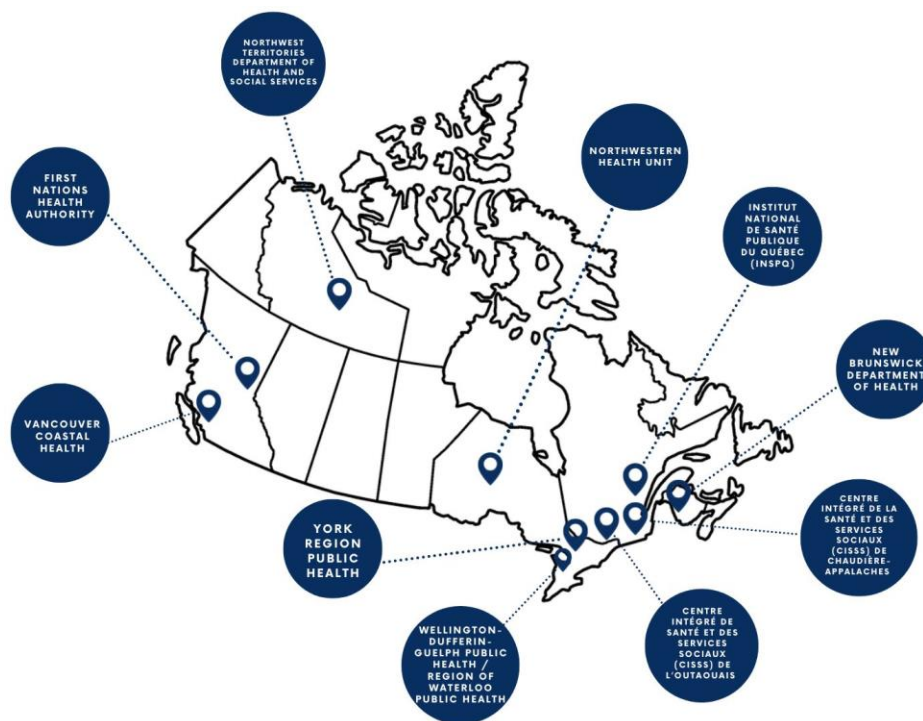 NORTHWEST
TERRITORIES
DEPARTMENT OF
HEALTH AND
SOCIAL SERVICES
NORTHWESTERN
HEALTH UNIT
FIRST
NATIONS
HEALTH
AUTHORITY
INSTITUT
NATIONAL
DE SANTÉ
PUBLIQUE
DU QUÉBEC
(INSPQ)
NEW
BRUNSWICK
DEPARTMENT
OF HEALTH
VANCOUVER
COASTAL
HEALTH
YORK
REGION
PUBLIC
HEALTH
CENTRE
INTÉGRÉ DE LA
SANTÉ ET DES
SERVICES
SOCIAUX
(CISSS) DE
CHAUDIÈRE-
APPALACHES
WELLINGTON-
DUFFERIN-
GUELPH PUBLIC
HEALTH /
REGION OF
WATERLOO
PUBLIC HEALTH
CENTRE
INTÉGRÉ DE
SANTÉ ET DES
SERVICES
SOCIAUX
(CISSS) DE
L'OUTAOUAIS